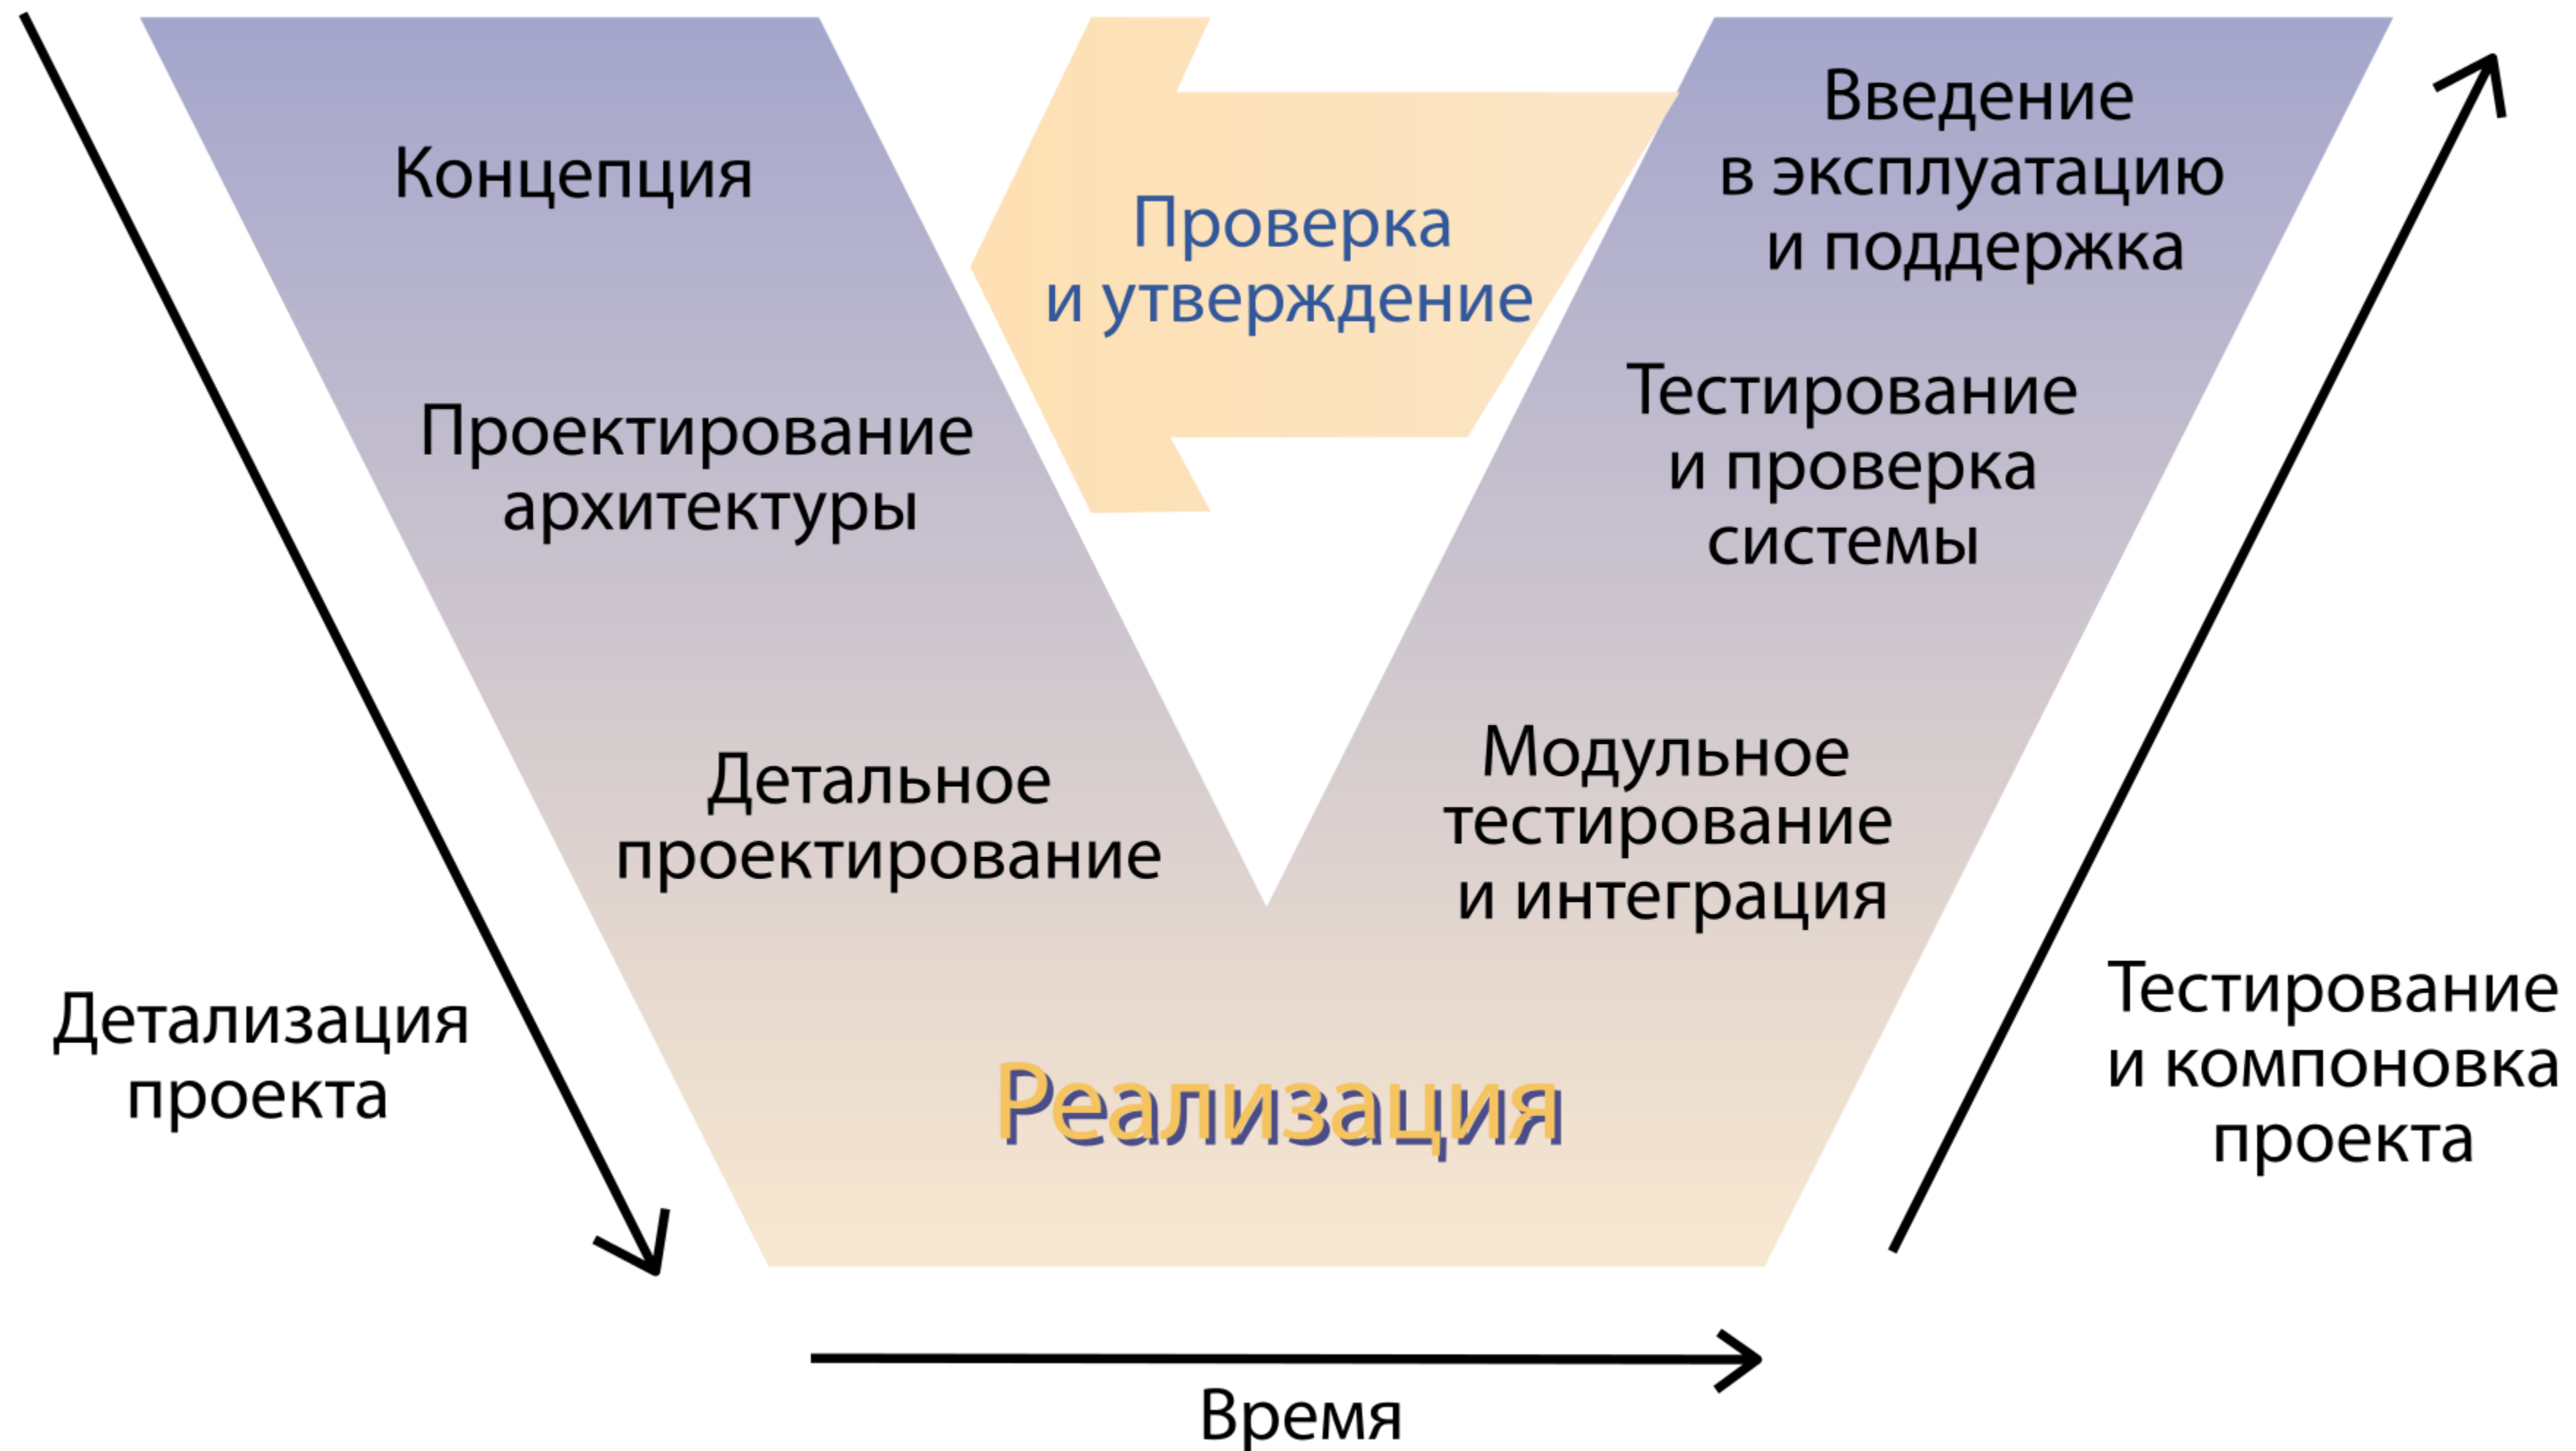 Концепция
Проектирование
архитектуры
Детальное
проектирование
Детализация
проекта
Проверка
и утверждение
Реализация
Введение
в эксплуатацию
и поддержка
Тестирование
и проверка
системы
Модульное
тестирование
и интеграция
Тестирование
и компоновка
проекта
Время